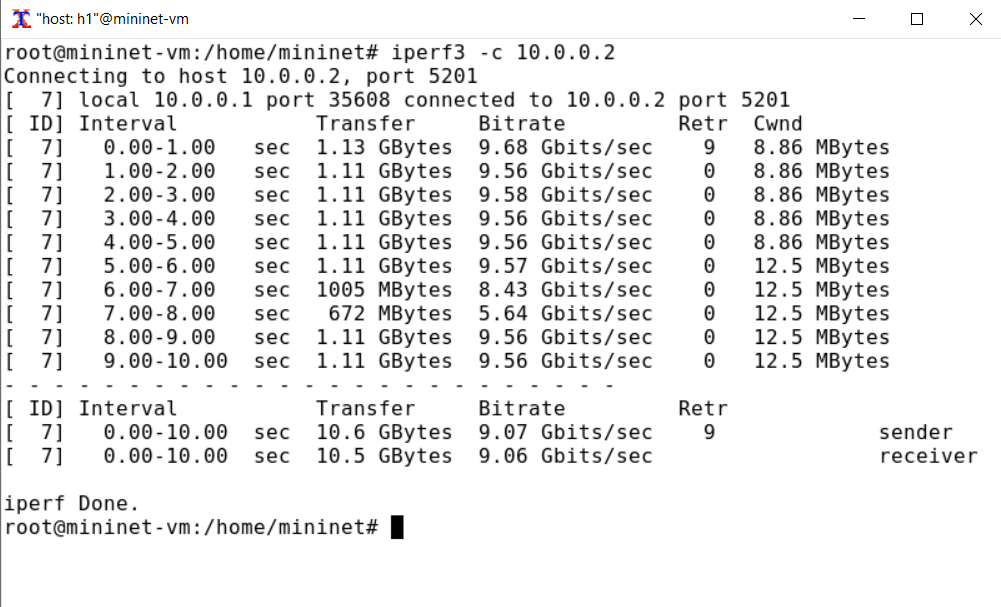 "host: h1"@mininet-vm
root@mininet-vm:/home/mininet# iperf3 -c 10.0.0.2
Connecting to host 10.0.0.2, port 5201
[  7] local 10.0.0.1 port 35608 connected to 10.0.0.2 port 5201
[ ID] Interval           Transfer     Bitrate         Retr  Cwnd
[  7]   0.00-1.00   sec  1.13 GBytes  9.68 Gbits/sec    9   8.86 MBytes
[  7]   1.00-2.00   sec  1.11 GBytes  9.56 Gbits/sec    0   8.86 MBytes
[  7]   2.00-3.00   sec  1.11 GBytes  9.58 Gbits/sec    0   8.86 MBytes
[  7]   3.00-4.00   sec  1.11 GBytes  9.56 Gbits/sec    0   8.86 MBytes
[  7]   4.00-5.00   sec  1.11 GBytes  9.56 Gbits/sec    0   8.86 MBytes
[  7]   5.00-6.00   sec  1.11 GBytes  9.57 Gbits/sec    0   12.5 MBytes
[  7]   6.00-7.00   sec  1005 MBytes  8.43 Gbits/sec    0   12.5 MBytes
[  7]   7.00-8.00   sec   672 MBytes  5.64 Gbits/sec    0   12.5 MBytes
[  7]   8.00-9.00   sec  1.11 GBytes  9.56 Gbits/sec    0   12.5 MBytes
[  7]   9.00-10.00  sec  1.11 GBytes  9.56 Gbits/sec    0   12.5 MBytes
- - - - - - - - - - - - - - - - - - - - - - - - -
[ ID] Interval           Transfer     Bitrate         Retr
[  7]   0.00-10.00  sec  10.6 GBytes  9.07 Gbits/sec    9             sender
[  7]   0.00-10.00  sec  10.5 GBytes  9.06 Gbits/sec                  receiver

iperf Done.
root@mininet-vm:/home/mininet#